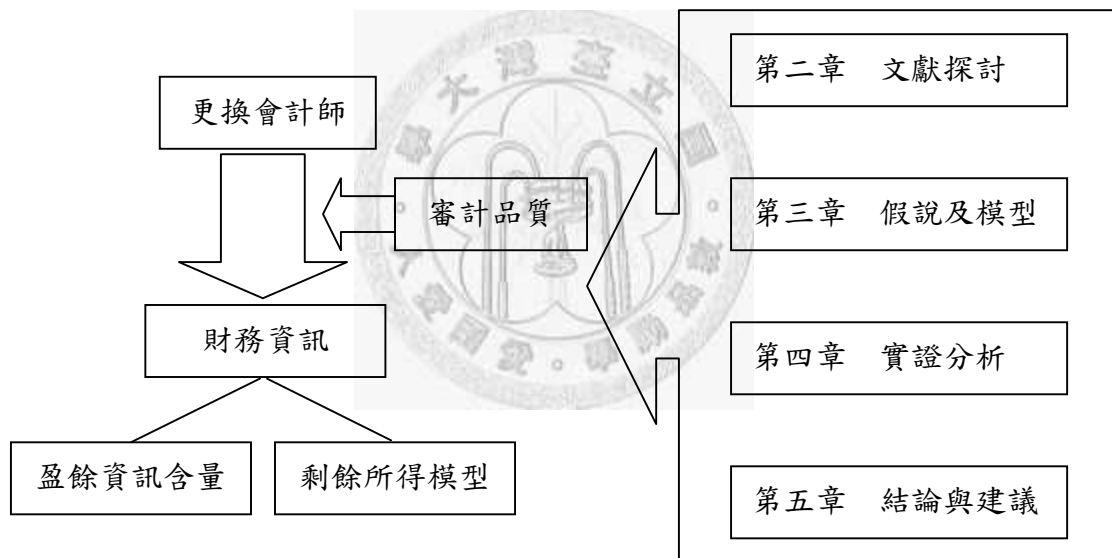 更換會計師
審計品質
財務資訊
盈餘資訊含量
剩餘所得模型
第二章 文獻探討
第三章 假說及模型
第四章 實證分析
第五章 結論與建議